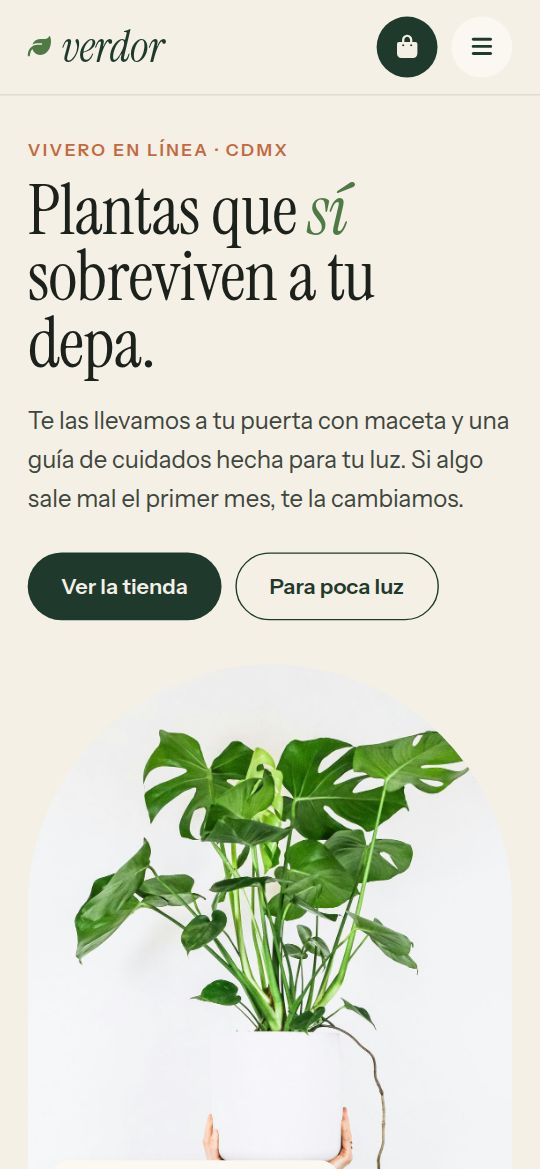 verdor
VIVERO EN LÍNEA · CDMX
Plantas que sí
sobreviven a tu
depa.
Te las llevamos a tu puerta con maceta y una
guía de cuidados hecha para tu luz. Si algo
sale mal el primer mes, te la cambiamos.
Ver la tienda
Para poca luz